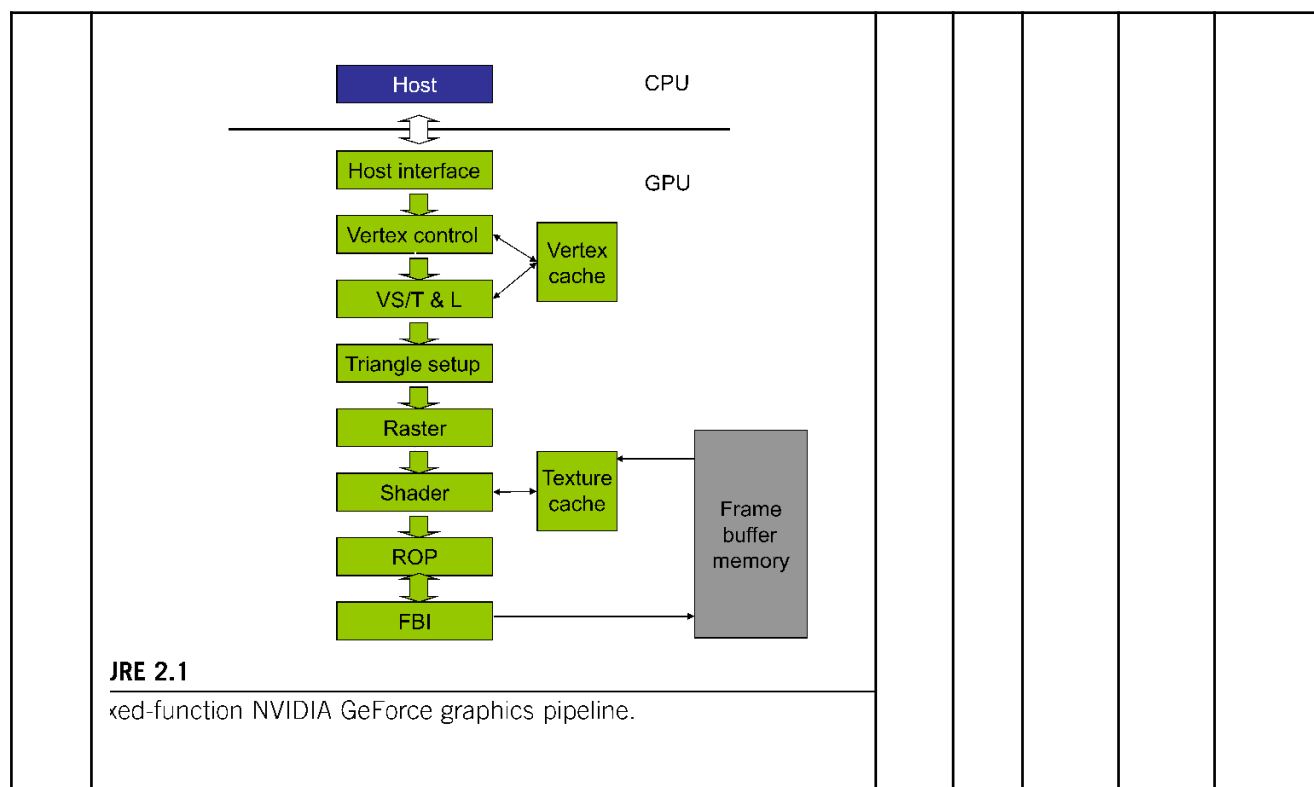 Host
CPU
Host interface
GPU
Vertex control
Vertex
cache
VS/T & L
Triangle setup
Raster
Shader
Texture
cache
Frame
buffer
memory
ROP
FBI
JRE 2.1
xed-function NVIDIA GeForce graphics pipeline.